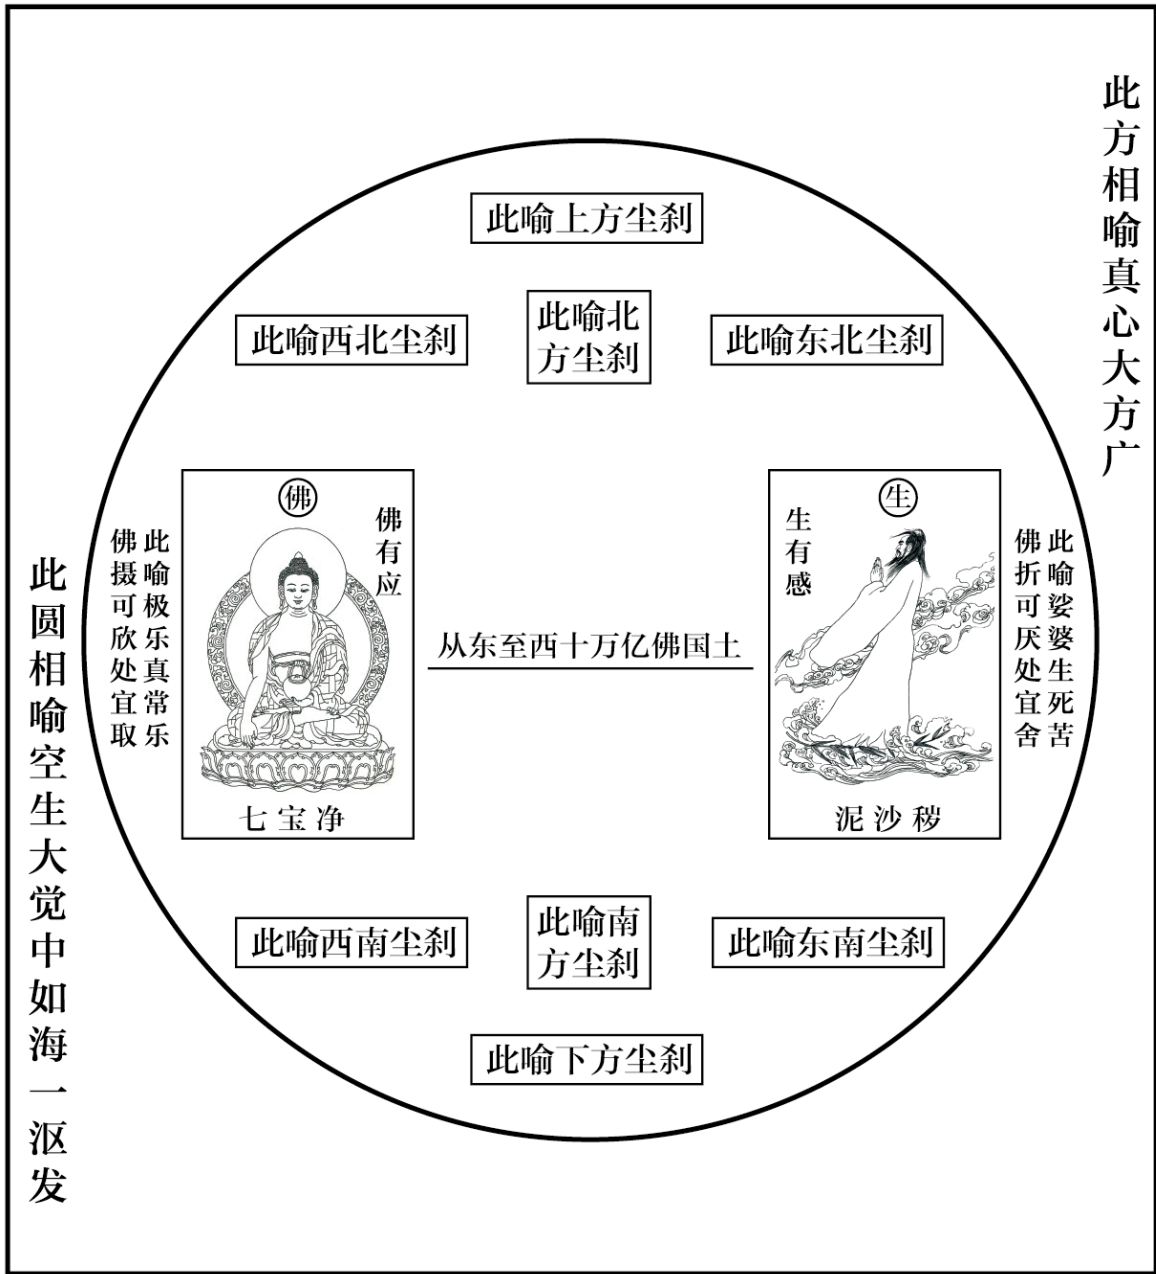 此方相喻真心大方广
此喻上方尘刹
此喻西北尘刹
此喻北
方尘刹
此喻东北尘刹
佛
佛有应
七宝净
此喻极乐真常乐
佛摄可欣处宜取
从东至西十万亿佛国土
生
生有感
泥沙秽
此喻娑婆生死苦
佛折可厌处宜舍
此喻西南尘刹
此喻南
方尘刹
此喻东南尘刹
此喻下方尘刹
此圆相喻空生大觉中如海一沤发